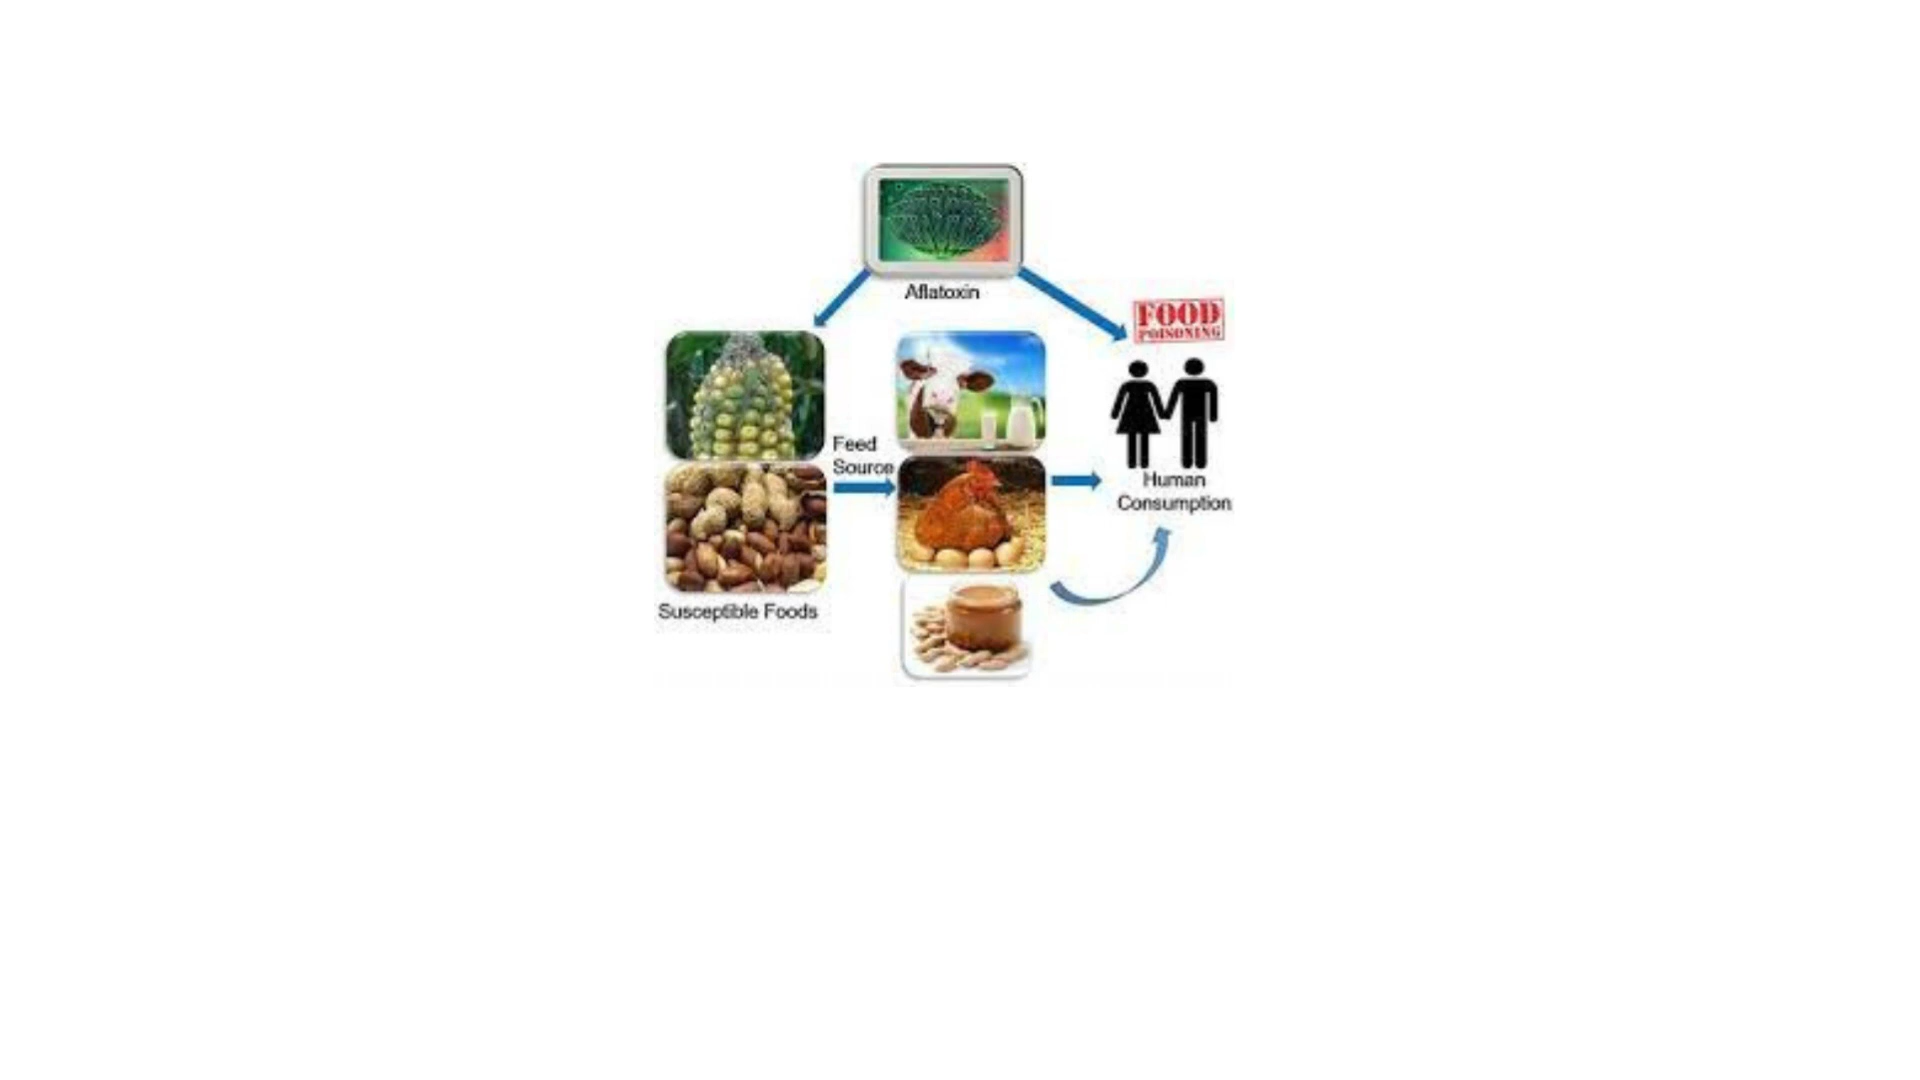 Aflatoxin
FOOD
POISONING
Feed
Source
Human
Consumption
Susceptible Foods